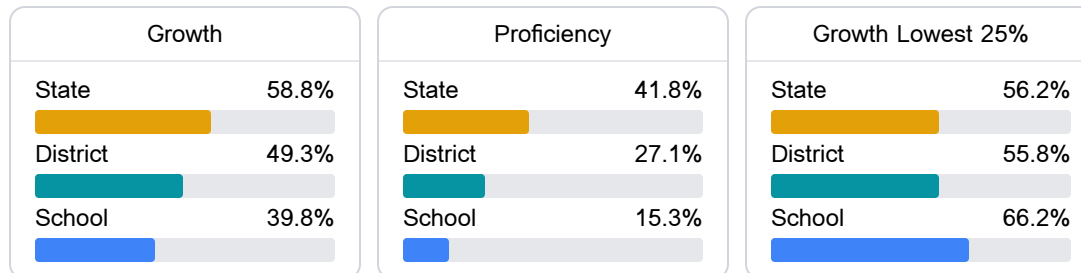 Growth
State 58.8%
District 49.3%
School 39.8%
Proficiency
State 41.8%
District 27.1%
School 15.3%
Growth Lowest 25%
State 56.2%
District 55.8%
School 66.2%